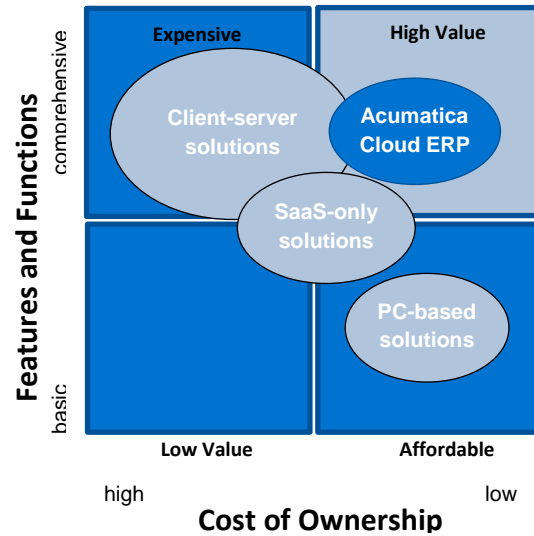 Expensive
High Value
Client-server
solutions
Acumatica
Cloud ERP
SaaS-only
solutions
PC-based
solutions
Low Value
Affordable
Features and Functions
comprehensive
basic
high
low
Cost of Ownership